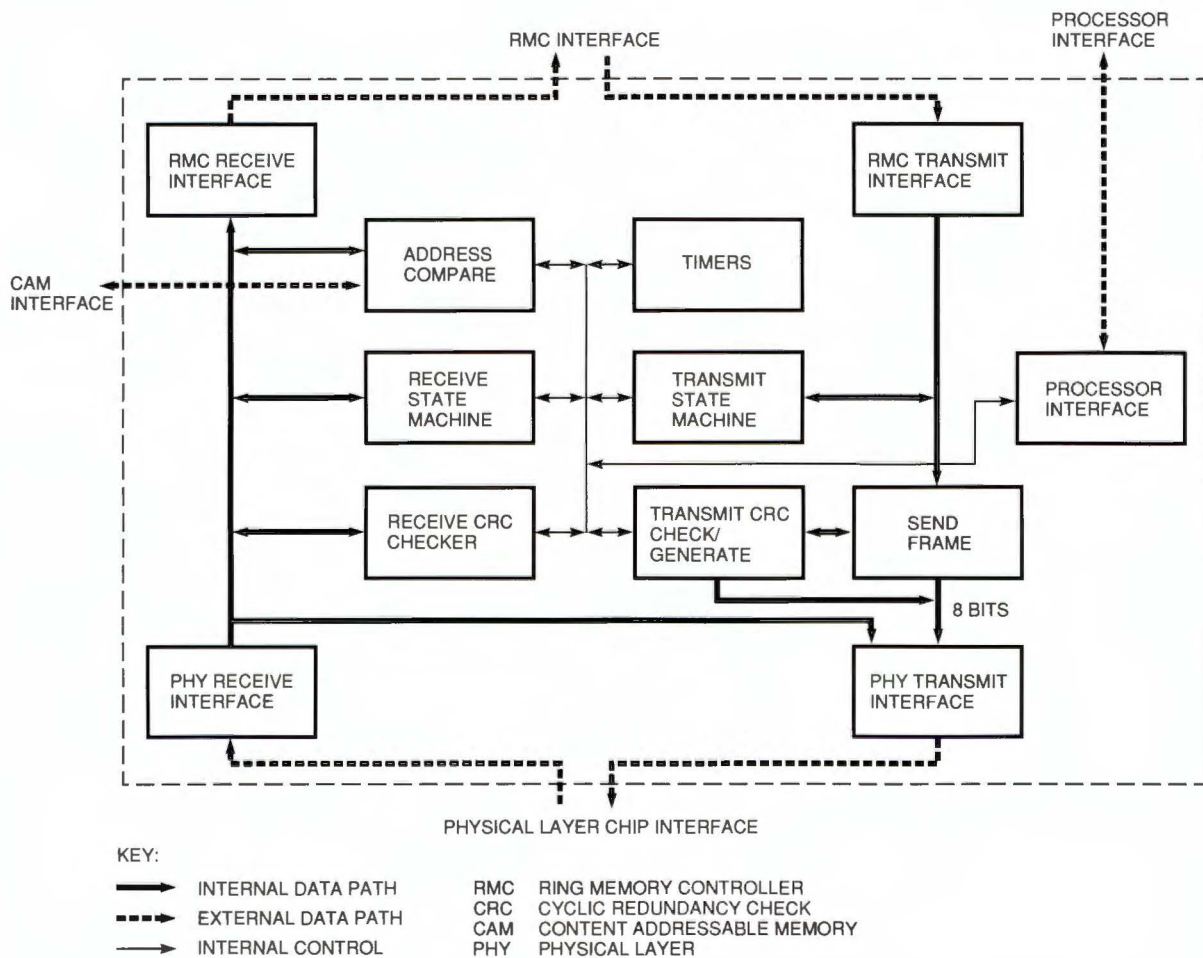 RMC INTERFACE
PROCESSOR
INTERFACE
RMC RECEIVE
INTERFACE
RMC TRANSMIT
INTERFACE
ADDRESS
COMPARE
TIMERS
CAM
INTERFACE
RECEIVE
STATE
MACHINE
TRANSMIT
STATE
MACHINE
PROCESSOR
INTERFACE
RECEIVE CRC
CHECKER
TRANSMIT CRC
CHECK/
GENERATE
SEND
FRAME
8 BITS
PHY RECEIVE
INTERFACE
PHY TRANSMIT
INTERFACE
PHYSICAL LAYER CHIP INTERFACE
KEY:
INTERNAL DATA PATH
EXTERNAL DATA PATH
INTERNAL CONTROL
RMC RING MEMORY CONTROLLER
CRC CYCLIC REDUNDANCY CHECK
CAM CONTENT ADDRESSABLE MEMORY
PHY PHYSICAL LAYER